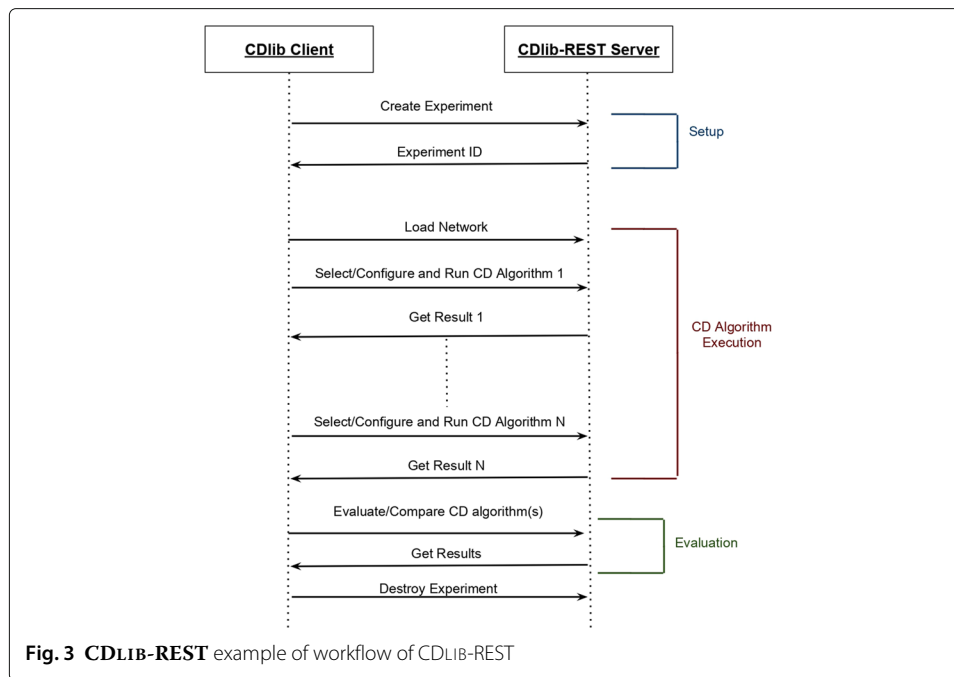 CDlib Client
CDlib-REST Server
Create Experiment
Setup
Experiment ID
Load Network
Select/Configure and Run CD Algorithm 1
Get Result 1
CD Algorithm
Execution
Select/Configure and Run CD Algorithm N
Get Result N
Evaluate/Compare CD algorithm(s)
Evaluation
Get Results
Destroy Experiment
Fig. 3 CDLIB-REST example of workflow of CDLIB-REST